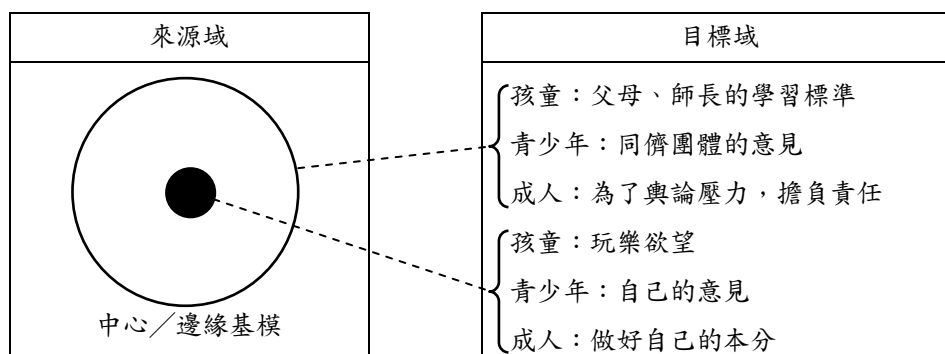 來源域
目標域
孩童：父母、師長的學習標準
青少年：同儕團體的意見
成人：為了輿論壓力，擔負責任
孩童：玩樂欲望
青少年：自己的意見
成人：做好自己的本分
中心／邊緣基模